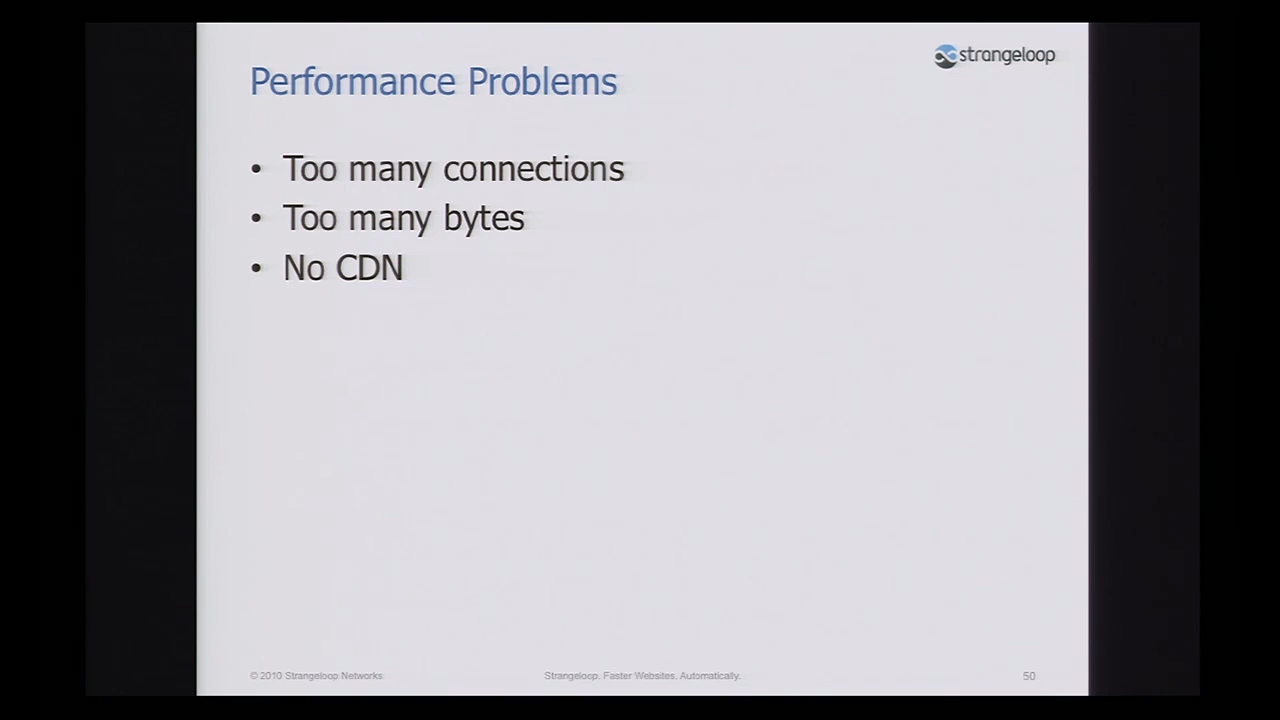 strangeloop
Performance Problems
• Too many connections
• Too many bytes
• No CDN
© 2010 Strangeloop Networks
Strangeloop. Faster Websites. Automatically.
50